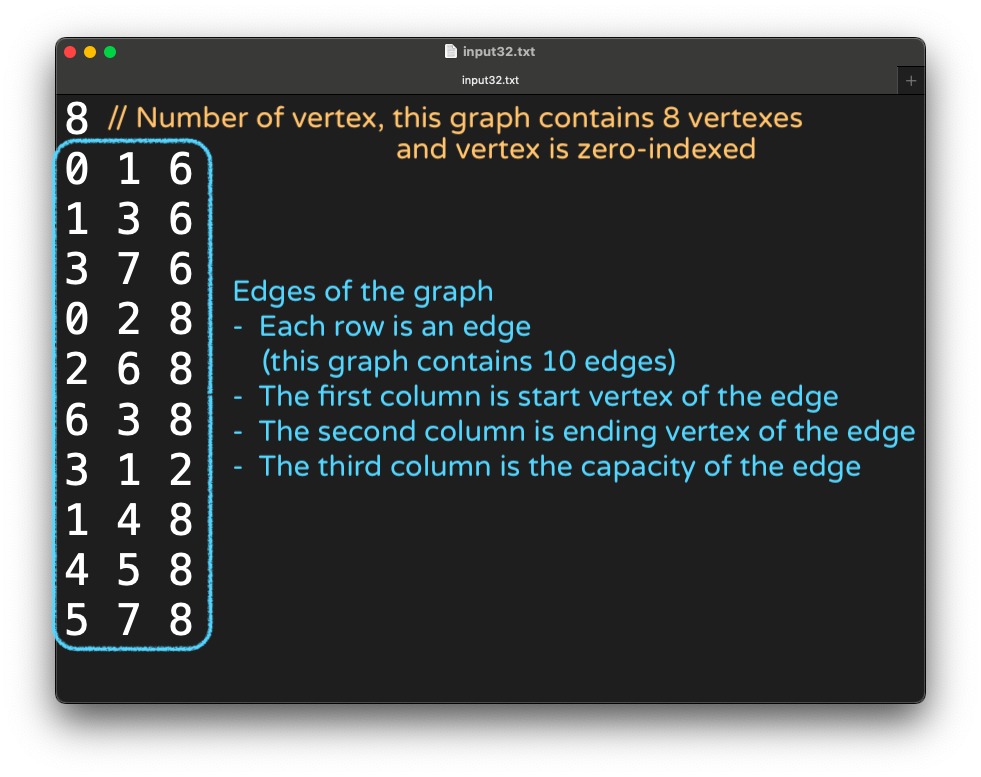 input32.txt
input32.txt
+
8 // Number of vertex, this graph contains 8 vertexes
and vertex is zero-indexed
0 1 6
1 3 6
3 7 6
0 2 8
2 6 8
6 3 8
3 1 2
1 4 8
4 5 8
5 7 8
Edges of the graph
- Each row is an edge
(this graph contains 10 edges)
- The first column is start vertex of the edge
- The second column is ending vertex of the edge
- The third column is the capacity of the edge